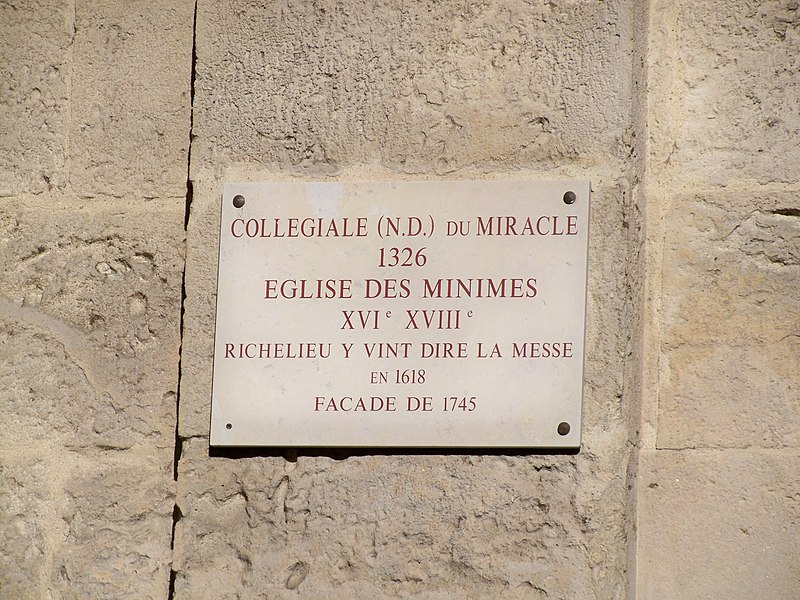 COLLEGIALE (N.D.) DU MIRACLE
1326
EGLISE DES MINIMES
XVIe XVIIIe
RICHELIEU Y VINT DIRE LA MESSE
EN 1618
FACADE DE 1745